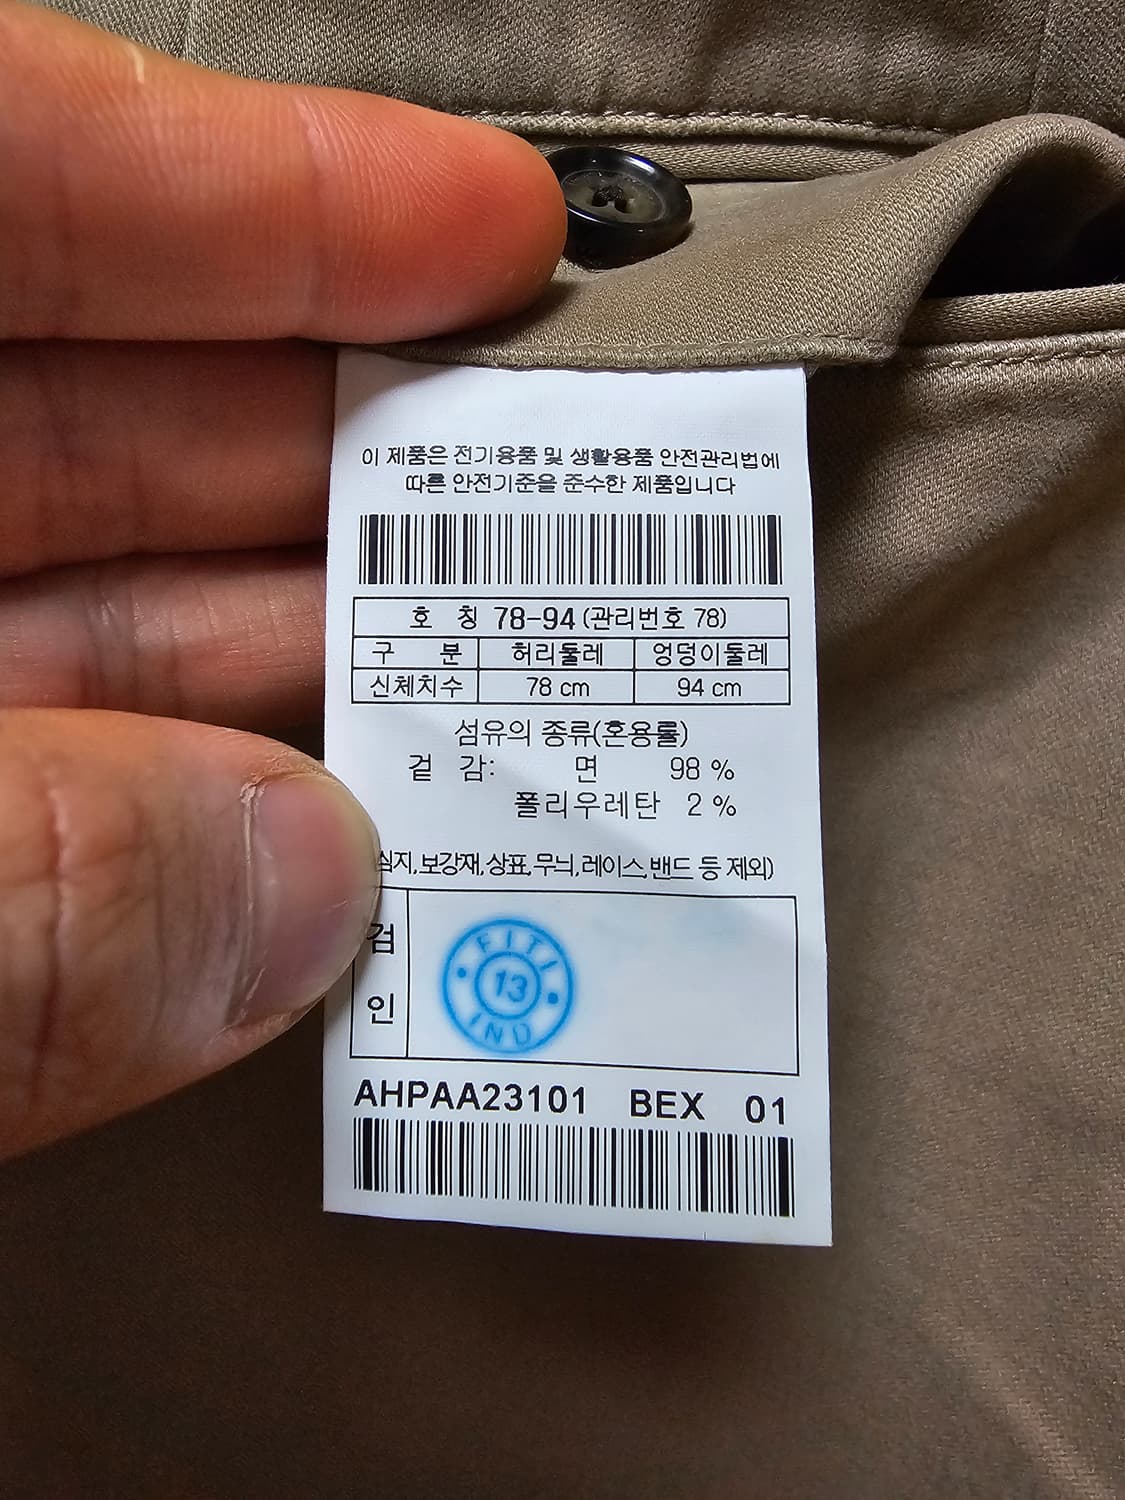 이 제품은 전기용품 및 생활용품 안전관리법에
따른 안전기준을 준수한 제품입니다
호 칭 78-94 (관리번호 78)
구 분 허리둘레 엉덩이둘레
신체치수 78 cm 94 cm
섬유의 종류(혼용률)
겉 감: 면 98 %
폴리우레탄 2 %
심지,보강재,상표,무늬,레이스,밴드 등 제외)
검
인
FITI
13
IND
AHPAA23101 BEX 01